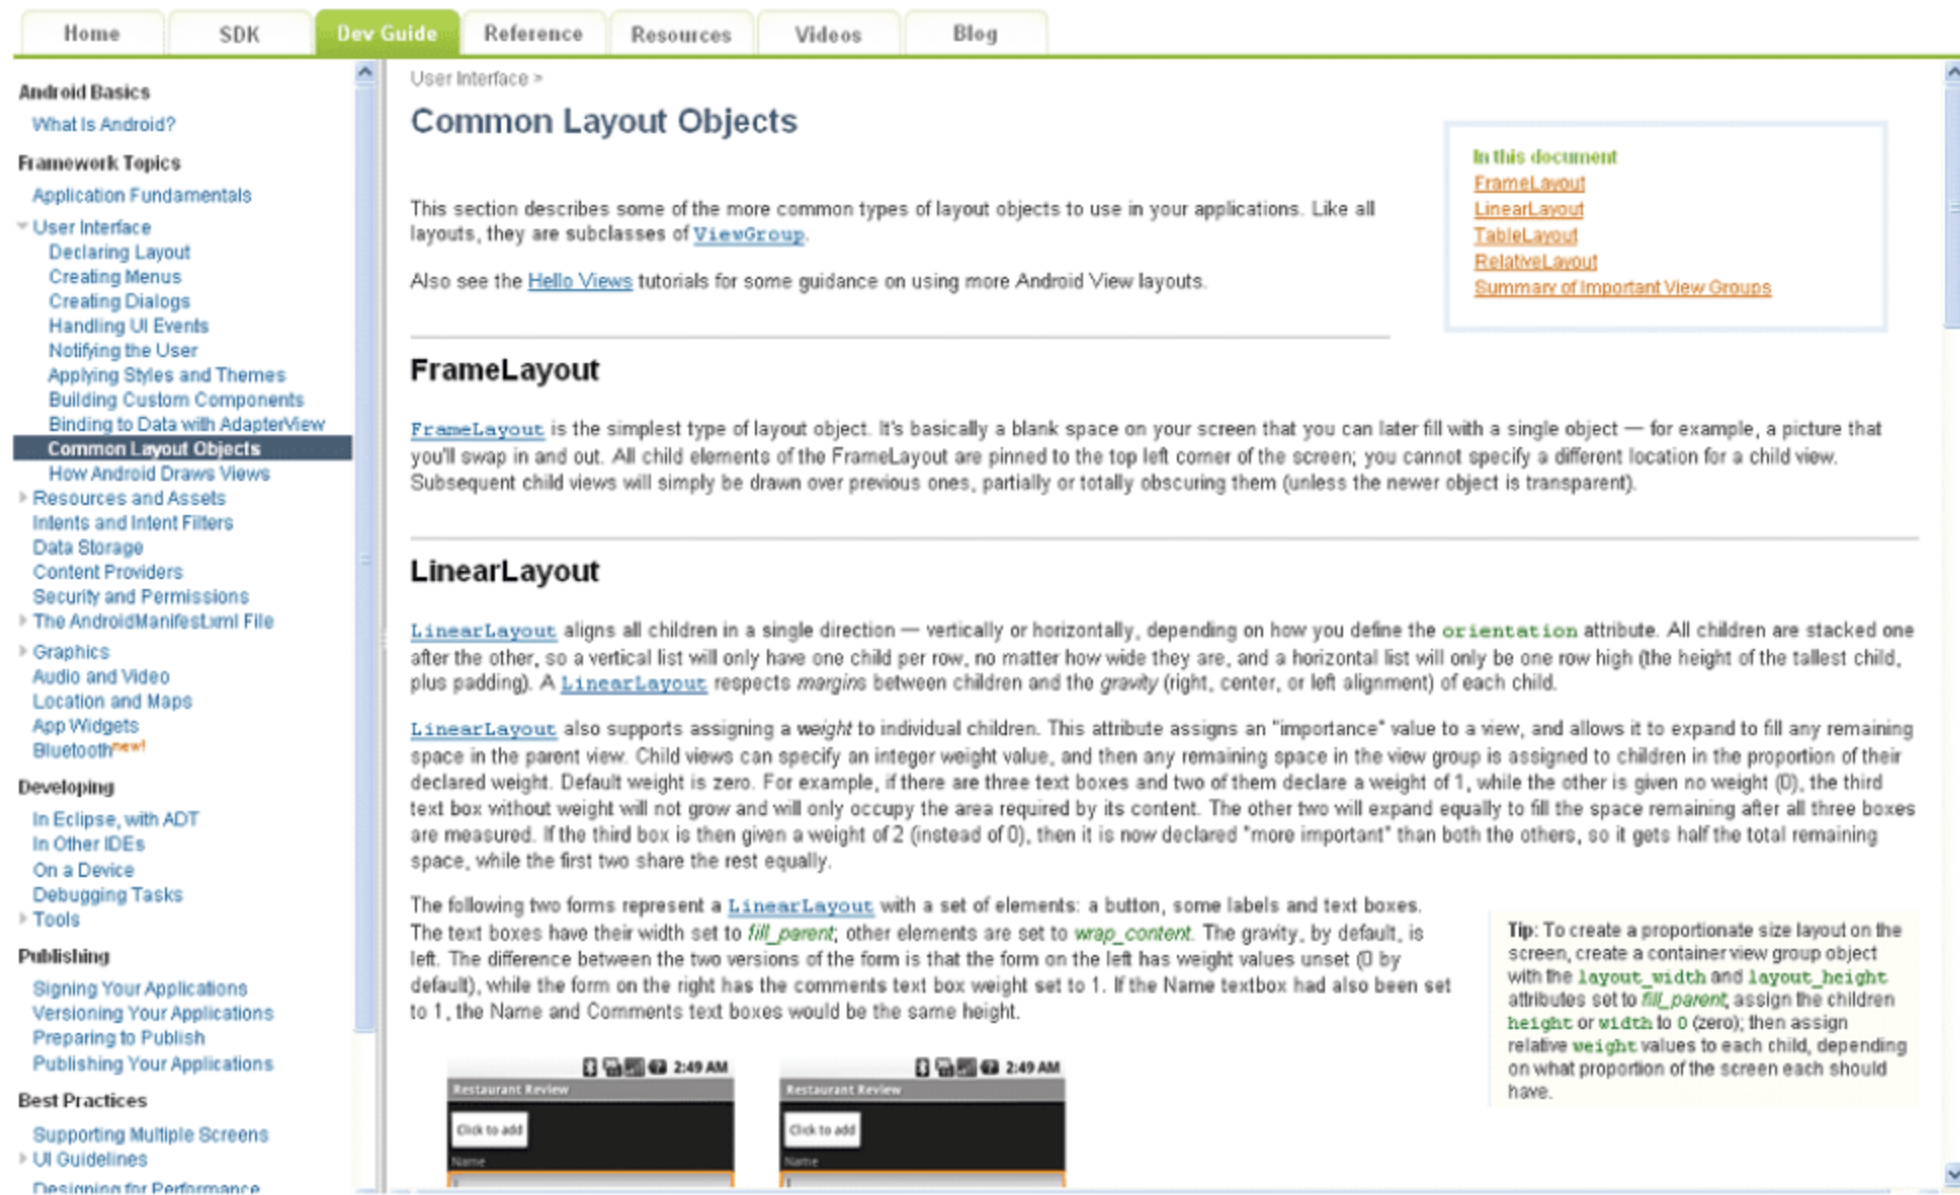 Home
SDK
Dev Guide
Reference
Resources
Videos
Blog
Android Basics
What Is Android?
Framework Topics
Application Fundamentals
User Interface
Declaring Layout
Creating Menus
Creating Dialogs
Handling UI Events
Notifying the User
Applying Styles and Themes
Building Custom Components
Binding to Data with AdapterView
Common Layout Objects
How Android Draws Views
Resources and Assets
Intents and Intent Filters
Data Storage
Content Providers
Security and Permissions
The AndroidManifest.xml File
Graphics
Audio and Video
Location and Maps
App Widgets
Bluetooth new!
Developing
In Eclipse, with ADT
In Other IDEs
On a Device
Debugging Tasks
Tools
Publishing
Signing Your Applications
Versioning Your Applications
Preparing to Publish
Publishing Your Applications
Best Practices
Supporting Multiple Screens
UI Guidelines
Designing for Performance
User Interface >
Common Layout Objects
This section describes some of the more common types of layout objects to use in your applications. Like all
layouts, they are subclasses of ViewGroup.
Also see the Hello Views tutorials for some guidance on using more Android View layouts.
In this document
FrameLayout
LinearLayout
TableLayout
RelativeLayout
Summary of Important View Groups
FrameLayout
FrameLayout is the simplest type of layout object. It's basically a blank space on your screen that you can later fill with a single object — for example, a picture that
you'll swap in and out. All child elements of the FrameLayout are pinned to the top left corner of the screen; you cannot specify a different location for a child view.
Subsequent child views will simply be drawn over previous ones, partially or totally obscuring them (unless the newer object is transparent).
LinearLayout
LinearLayout aligns all children in a single direction — vertically or horizontally, depending on how you define the orientation attribute. All children are stacked one
after the other, so a vertical list will only have one child per row, no matter how wide they are, and a horizontal list will only be one row high (the height of the tallest child,
plus padding). A LinearLayout respects margins between children and the gravity (right, center, or left alignment) of each child.
LinearLayout also supports assigning a weight to individual children. This attribute assigns an "importance" value to a view, and allows it to expand to fill any remaining
space in the parent view. Child views can specify an integer weight value, and then any remaining space in the view group is assigned to children in the proportion of their
declared weight. Default weight is zero. For example, if there are three text boxes and two of them declare a weight of 1, while the other is given no weight (0), the third
text box without weight will not grow and will only occupy the area required by its content. The other two will expand equally to fill the space remaining after all three boxes
are measured. If the third box is then given a weight of 2 (instead of 0), then it is now declared "more important" than both the others, so it gets half the total remaining
space, while the first two share the rest equally.
The following two forms represent a LinearLayout with a set of elements: a button, some labels and text boxes.
The text boxes have their width set to fill_parent; other elements are set to wrap_content. The gravity, by default, is
left. The difference between the two versions of the form is that the form on the left has weight values unset (0 by
default), while the form on the right has the comments text box weight set to 1. If the Name textbox had also been set
to 1, the Name and Comments text boxes would be the same height.
Tip: To create a proportionate size layout on the
screen, create a container view group object
with the layout_width and layout_height
attributes set to fill_parent; assign the children
height or width to 0 (zero); then assign
relative weight values to each child, depending
on what proportion of the screen each should
have.
2:49 AM
Restaurant Review
Click to add
Name
2:49 AM
Restaurant Review
Click to add
Name